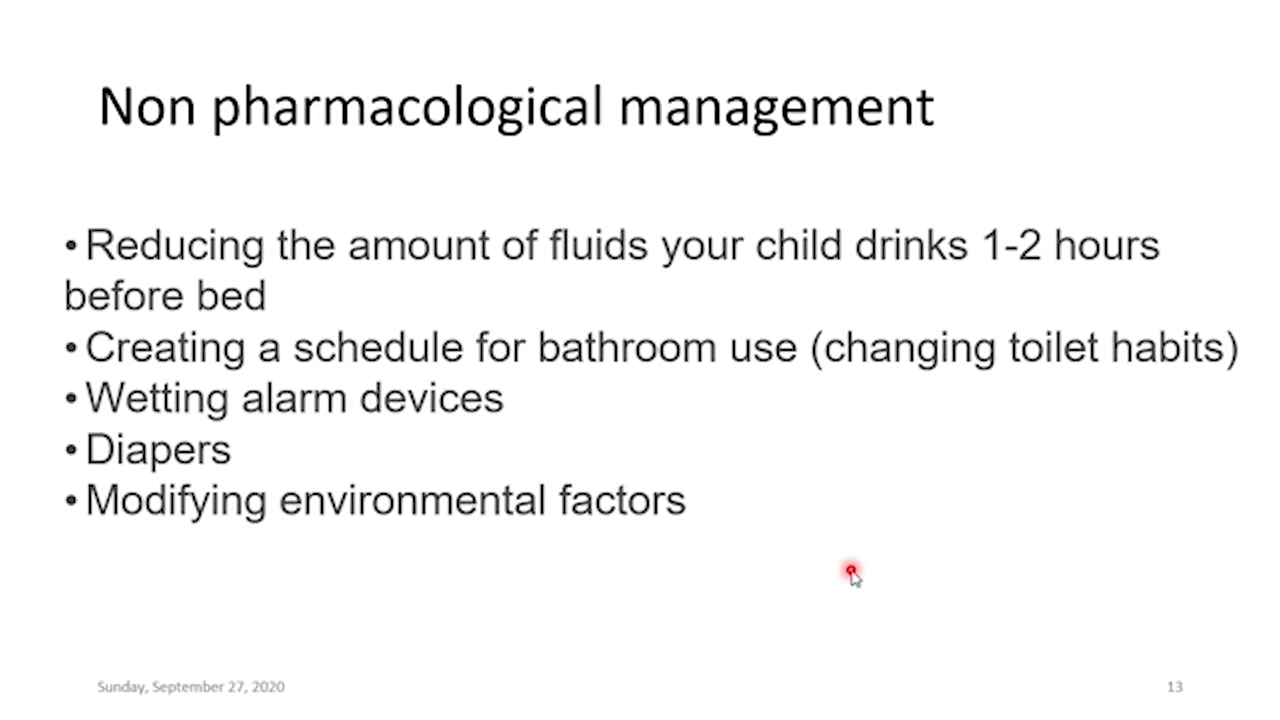 Non pharmacological management
• Reducing the amount of fluids your child drinks 1-2 hours
before bed
• Creating a schedule for bathroom use (changing toilet habits)
• Wetting alarm devices
• Diapers
• Modifying environmental factors
Sunday, September 27, 2020
13